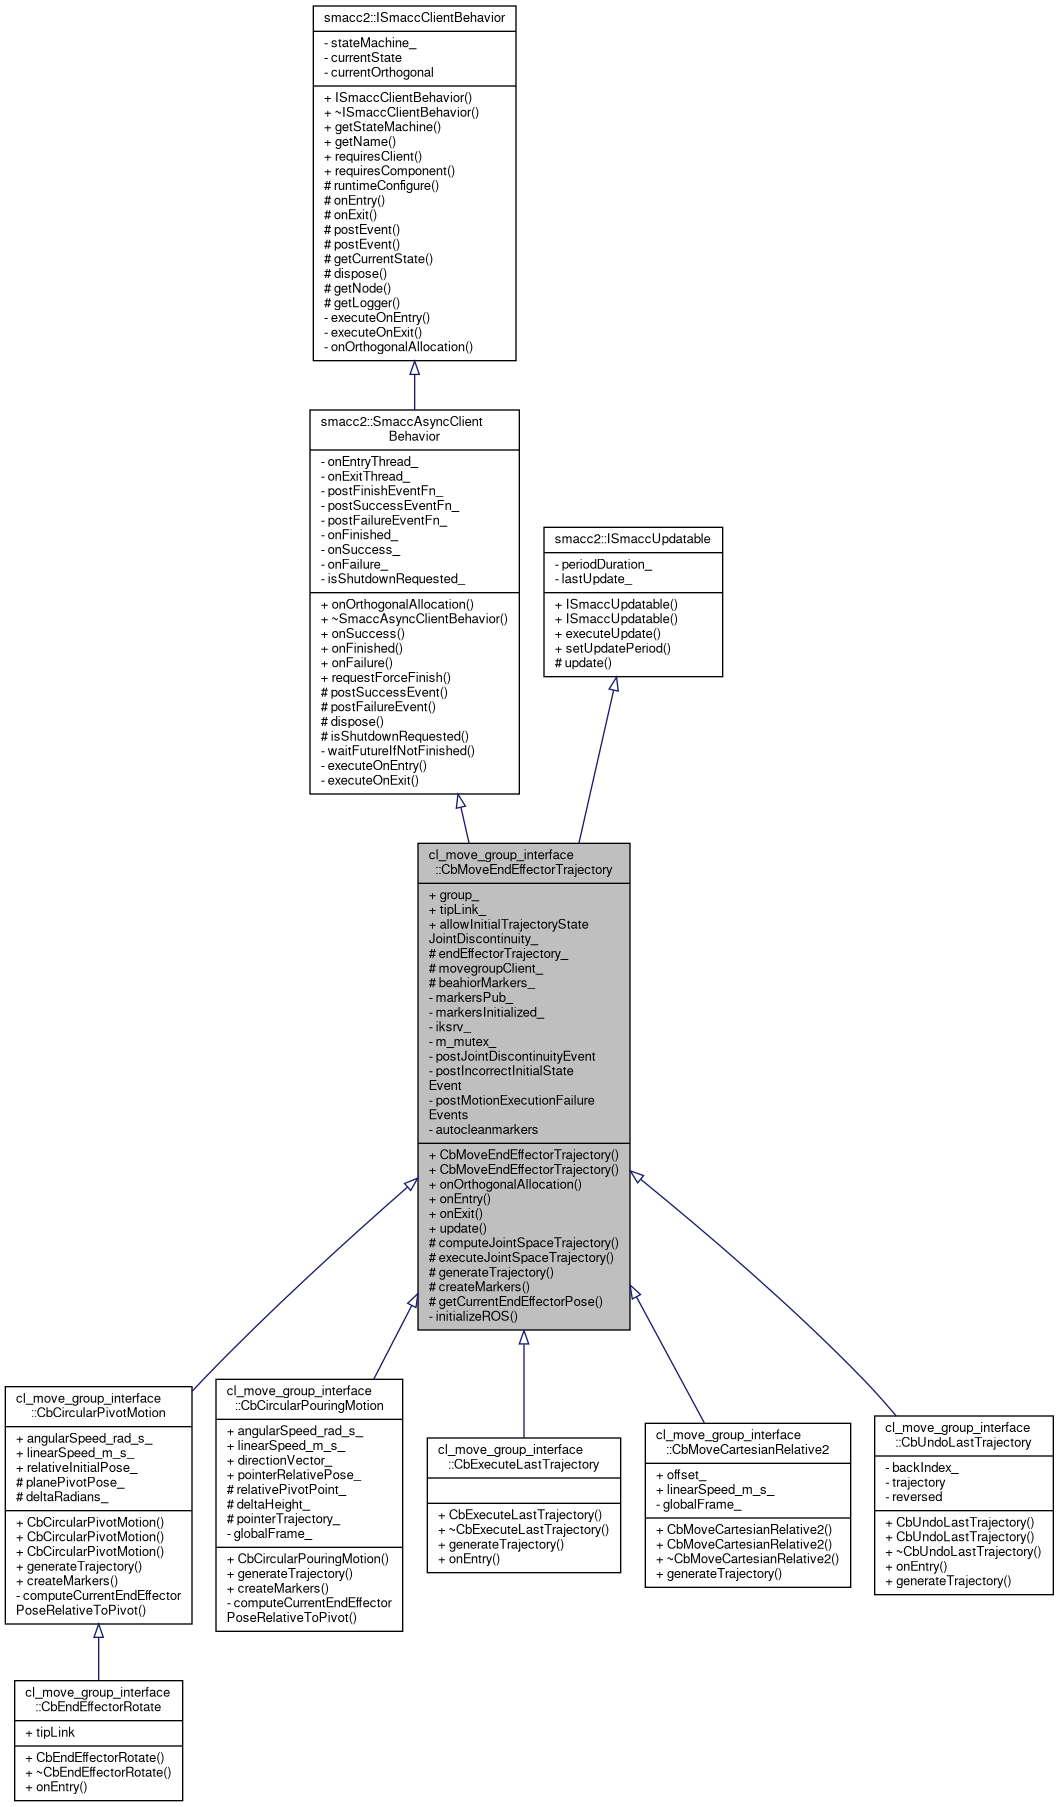 smacc2::ISmaccClientBehavior
- stateMachine_
- currentState
- currentOrthogonal
+ ISmaccClientBehavior()
+ ~ISmaccClientBehavior()
+ getStateMachine()
+ getName()
+ requiresClient()
+ requiresComponent()
# runtimeConfigure()
# onEntry()
# onExit()
# postEvent()
# postEvent()
# getCurrentState()
# dispose()
# getNode()
# getLogger()
- executeOnEntry()
- executeOnExit()
- onOrthogonalAllocation()
smacc2::SmaccAsyncClient
Behavior
- onEntryThread_
- onExitThread_
- postFinishEventFn_
- postSuccessEventFn_
- postFailureEventFn_
- onFinished_
- onSuccess_
- onFailure_
- isShutdownRequested_
+ onOrthogonalAllocation()
+ ~SmaccAsyncClientBehavior()
+ onSuccess()
+ onFinished()
+ onFailure()
+ requestForceFinish()
# postSuccessEvent()
# postFailureEvent()
# dispose()
# isShutdownRequested()
- waitFutureIfNotFinished()
- executeOnEntry()
- executeOnExit()
smacc2::ISmaccUpdatable
- periodDuration_
- lastUpdate_
+ ISmaccUpdatable()
+ ISmaccUpdatable()
+ executeUpdate()
+ setUpdatePeriod()
# update()
cl_move_group_interface
::CbMoveEndEffectorTrajectory
+ group_
+ tipLink_
+ allowInitialTrajectoryState
JointDiscontinuity_
# endEffectorTrajectory_
# movegroupClient_
# beahiorMarkers_
- markersPub_
- markersInitialized_
- iksrv_
- m_mutex_
- postJointDiscontinuityEvent
- postIncorrectInitialState
Event
- postMotionExecutionFailure
Events
- autocleanmarkers
+ CbMoveEndEffectorTrajectory()
+ CbMoveEndEffectorTrajectory()
+ onOrthogonalAllocation()
+ onEntry()
+ onExit()
+ update()
# computeJointSpaceTrajectory()
# executeJointSpaceTrajectory()
# generateTrajectory()
# createMarkers()
# getCurrentEndEffectorPose()
- initializeROS()
cl_move_group_interface
::CbCircularPivotMotion
+ angularSpeed_rad_s_
+ linearSpeed_m_s_
+ relativeInitialPose_
# planePivotPose_
# deltaRadians_
+ CbCircularPivotMotion()
+ CbCircularPivotMotion()
+ CbCircularPivotMotion()
+ generateTrajectory()
+ createMarkers()
- computeCurrentEndEffector
PoseRelativeToPivot()
cl_move_group_interface
::CbCircularPouringMotion
+ angularSpeed_rad_s_
+ linearSpeed_m_s_
+ directionVector_
+ pointerRelativePose_
# relativePivotPoint_
# deltaHeight_
# pointerTrajectory_
- globalFrame_
+ CbCircularPouringMotion()
+ generateTrajectory()
+ createMarkers()
- computeCurrentEndEffector
PoseRelativeToPivot()
cl_move_group_interface
::CbExecuteLastTrajectory
+ CbExecuteLastTrajectory()
+ ~CbExecuteLastTrajectory()
+ generateTrajectory()
+ onEntry()
cl_move_group_interface
::CbMoveCartesianRelative2
+ offset_
+ linearSpeed_m_s_
- globalFrame_
+ CbMoveCartesianRelative2()
+ CbMoveCartesianRelative2()
+ ~CbMoveCartesianRelative2()
+ generateTrajectory()
cl_move_group_interface
::CbUndoLastTrajectory
- backIndex_
- trajectory
- reversed
+ CbUndoLastTrajectory()
+ CbUndoLastTrajectory()
+ ~CbUndoLastTrajectory()
+ onEntry()
+ generateTrajectory()
cl_move_group_interface
::CbEndEffectorRotate
+ tipLink
+ CbEndEffectorRotate()
+ ~CbEndEffectorRotate()
+ onEntry()